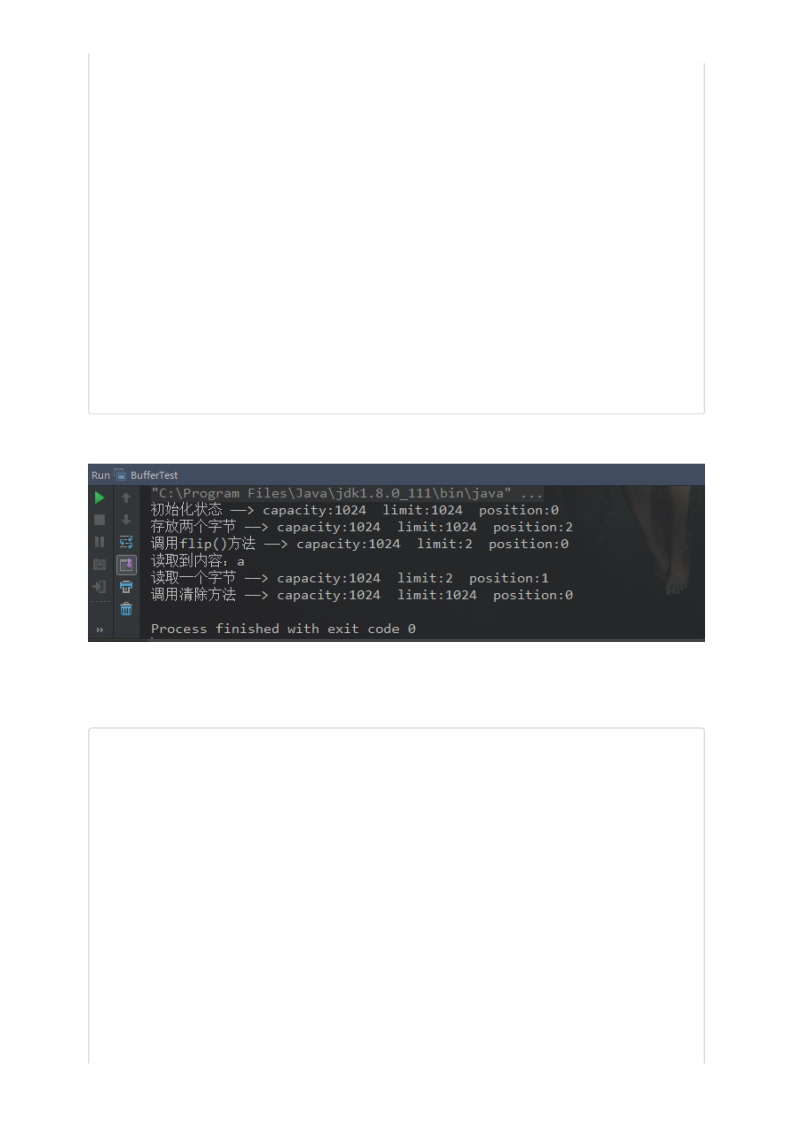 Run BufferTest
"C:\Program Files\Java\jdk1.8.0_111\bin\java" ...
初始化状态 ——> capacity:1024  limit:1024  position:0
存放两个字节 ——> capacity:1024  limit:1024  position:2
调用flip()方法 ——> capacity:1024  limit:2  position:0
读取到内容：a
读取一个字节 ——> capacity:1024  limit:2  position:1
调用清除方法 ——> capacity:1024  limit:1024  position:0
Process finished with exit code 0